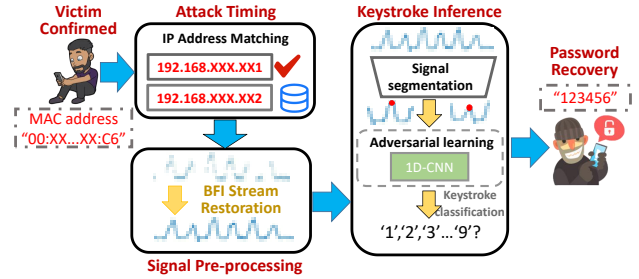 Victim
Confirmed
MAC address
“00:XX...XX:C6”
Attack Timing
IP Address Matching
192.168.XXX.XX1
192.168.XXX.XX2
BFI Stream
Restoration
Signal Pre-processing
Keystroke Inference
Signal
segmentation
Adversarial learning
1D-CNN
Keystroke
classification
‘1’,‘2’,‘3’...‘9’?
Password
Recovery
“123456”